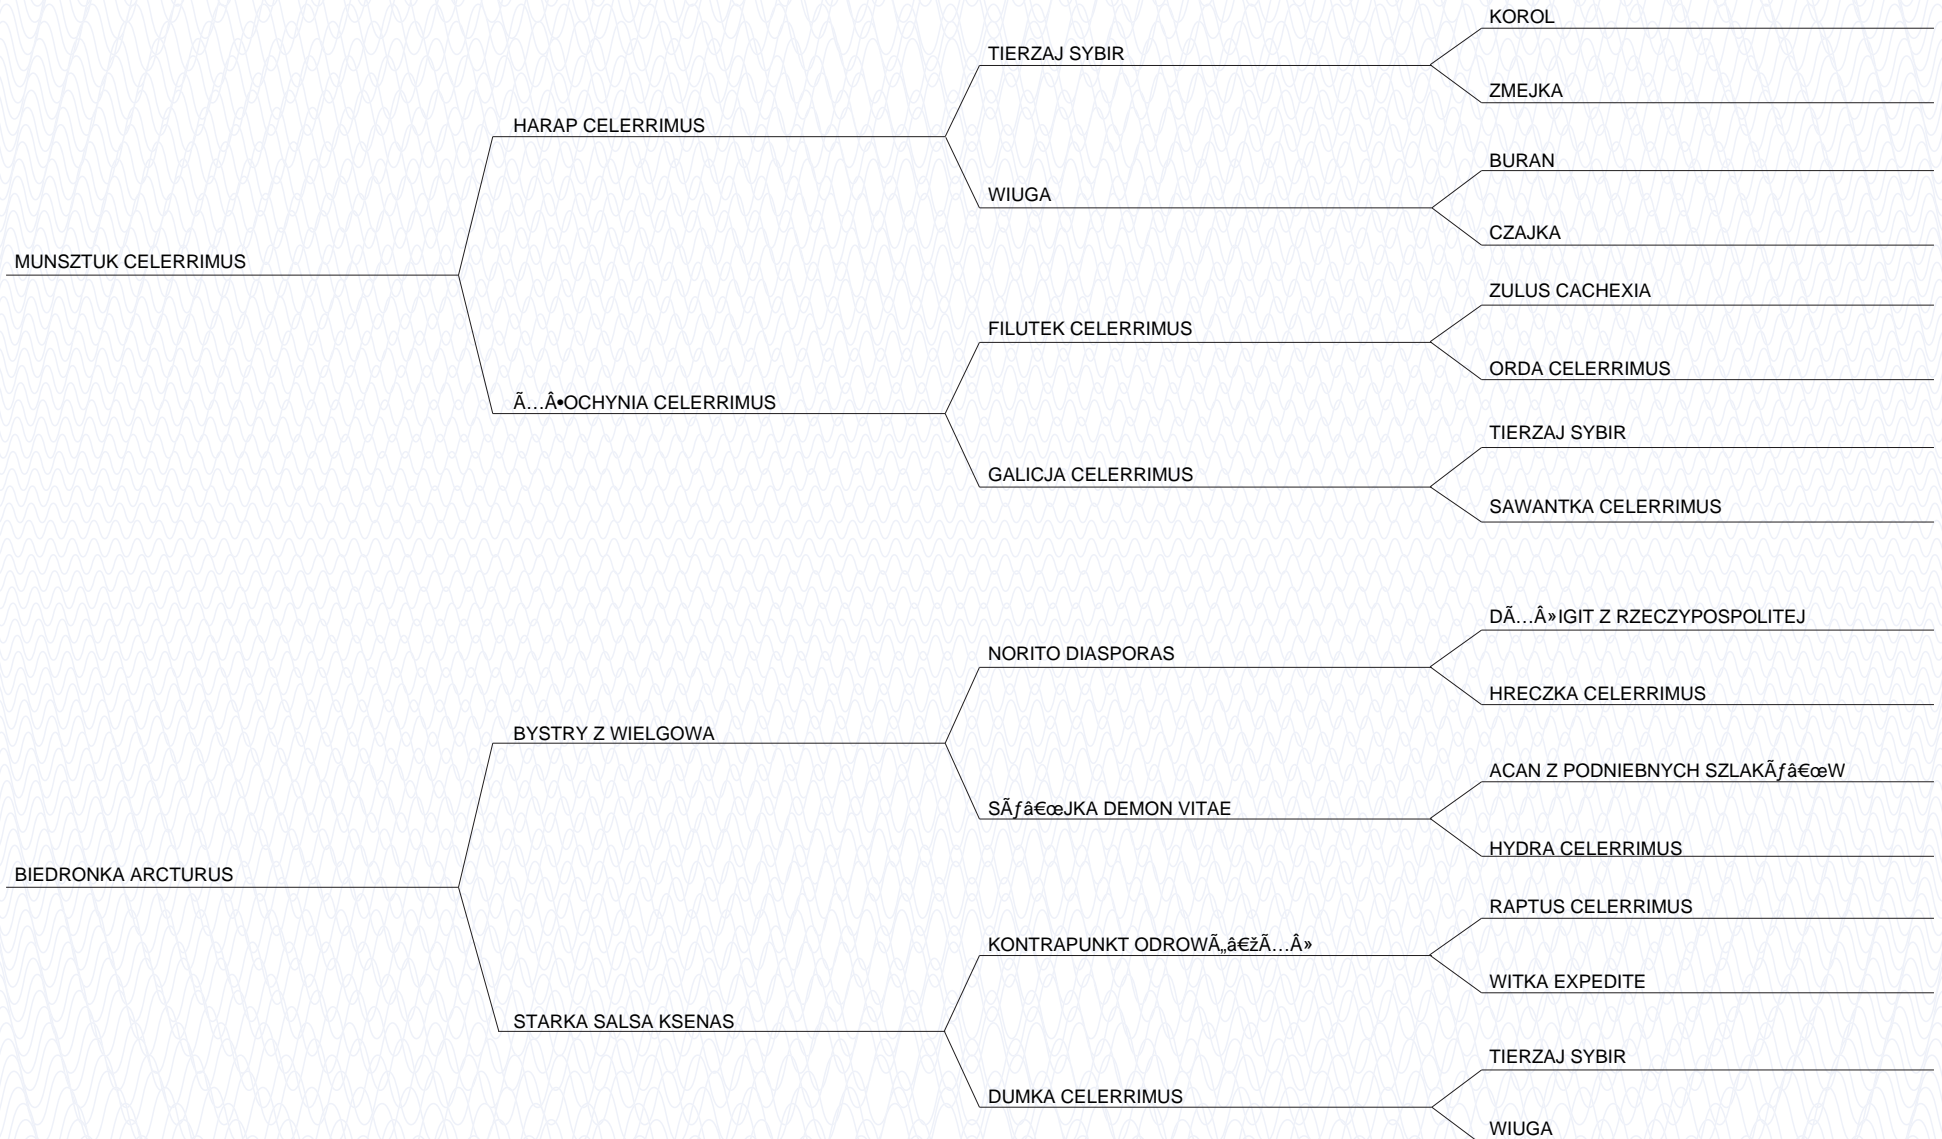 KOROL
TIERZAJ SYBIR
ZMEJKA
HARAP CELERRIMUS
BURAN
WIUGA
CZAJKA
MUNSZTUK CELERRIMUS
ZULUS CACHEXIA
FILUTEK CELERRIMUS
ORDA CELERRIMUS
Ã…Â•OCHYNIA CELERRIMUS
TIERZAJ SYBIR
GALICJA CELERRIMUS
SAWANTKA CELERRIMUS
DÃ…Â»IGIT Z RZECZYPOSPOLITEJ
NORITO DIASPORAS
HRECZKA CELERRIMUS
BYSTRY Z WIELGOWA
ACAN Z PODNIEBNYCH SZLAKÃƒâ€œW
SÃƒâ€œJKA DEMON VITAE
HYDRA CELERRIMUS
BIEDRONKA ARCTURUS
RAPTUS CELERRIMUS
KONTRAPUNKT ODROWÃ„â€žÃ…Â»
WITKA EXPEDITE
STARKA SALSA KSENAS
TIERZAJ SYBIR
DUMKA CELERRIMUS
WIUGA